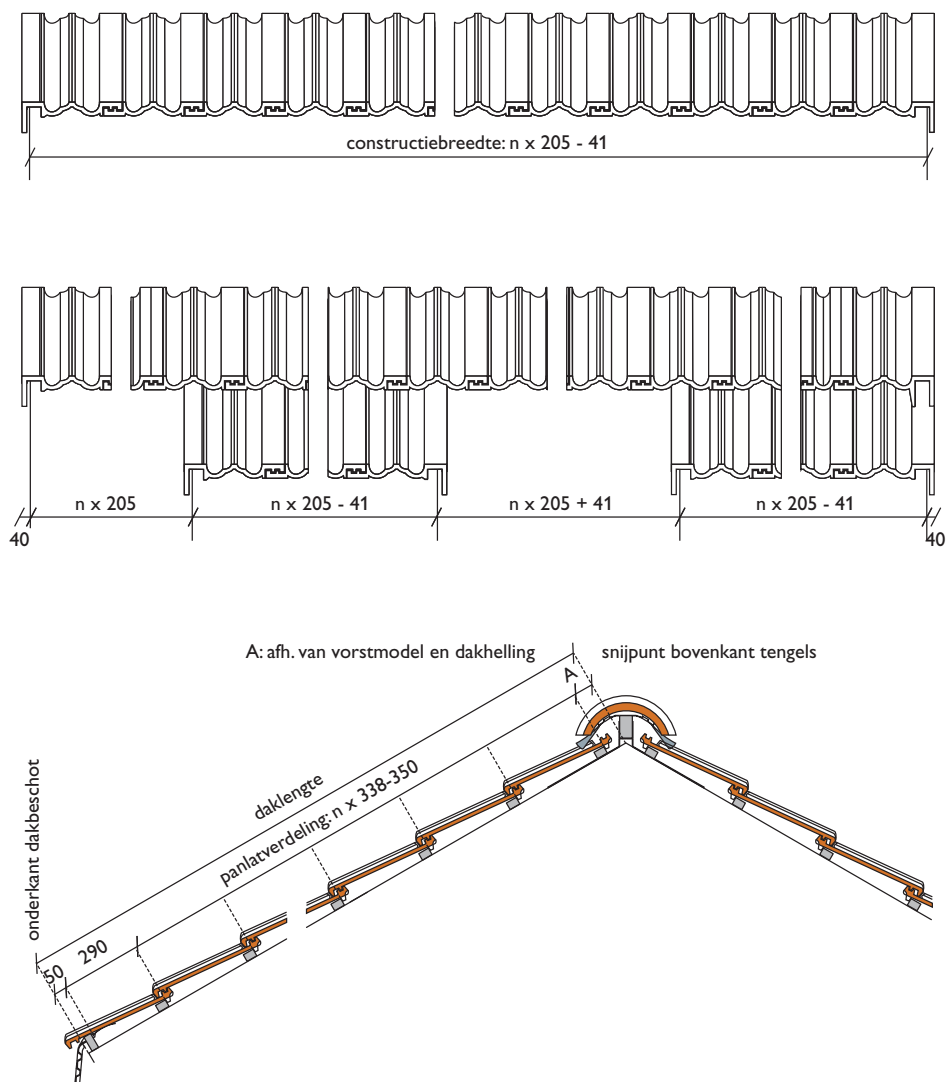 constructiebreedte: n x 205 - 41
n x 205
n x 205 - 41
n x 205 + 41
n x 205 - 41
40
40
A: afh. van vorstmodel en dakhelling
snijpunt bovenkant tengels
A
daklengte
panlatverdeling: n x 338-350
onderkant dakbeschot
290
50